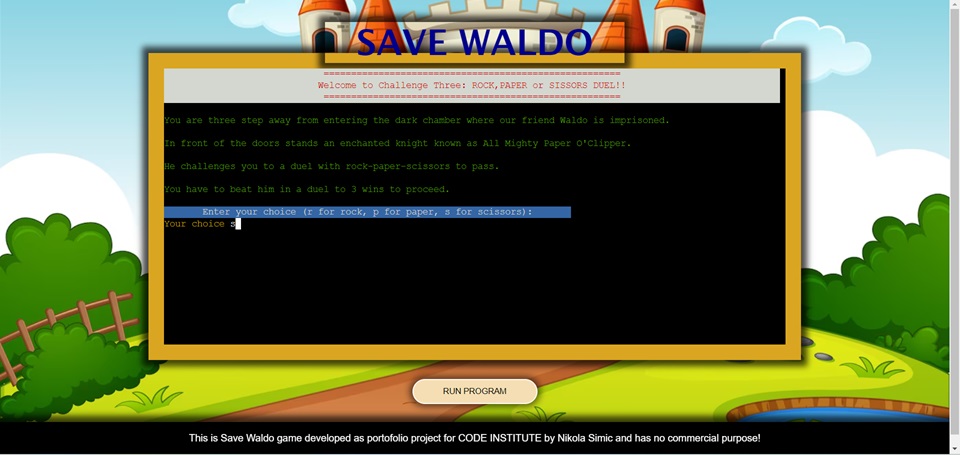 SAVE WALDO
=======================================================
Welcome to Challenge Three: ROCK,PAPER or SISSORS DUEL!!
=======================================================
You are three step away from entering the dark chamber where our friend Waldo is imprisoned.
In front of the doors stands an enchanted knight known as All Mighty Paper O'Clipper.
He challenges you to a duel with rock-paper-scissors to pass.
You have to beat him in a duel to 3 wins to proceed.
Enter your choice (r for rock, p for paper, s for scissors):
Your choice s
RUN PROGRAM
This is Save Waldo game developed as portofolio project for CODE INSTITUTE by Nikola Simic and has no commercial purpose!